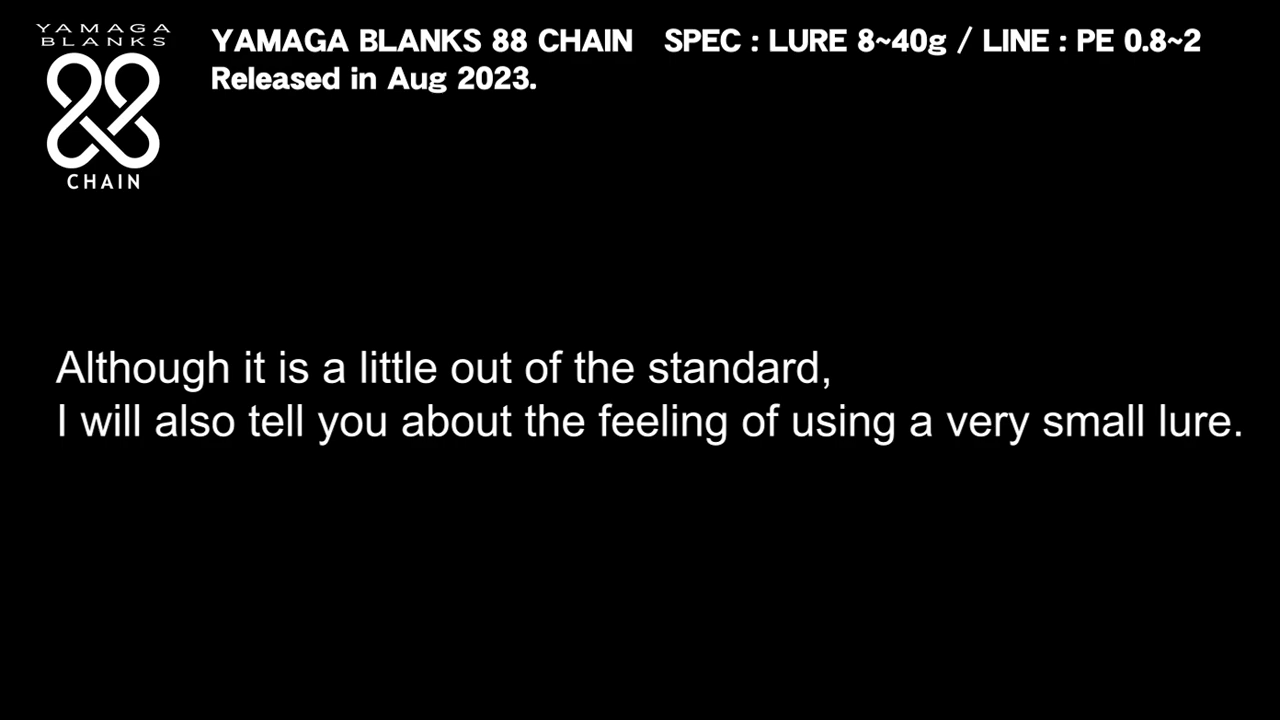 YAMAGA
BLANKS
88
CHAIN
YAMAGA BLANKS 88 CHAIN SPEC : LURE 8~40g / LINE : PE 0.8~2
Released in Aug 2023.
Although it is a little out of the standard,
I will also tell you about the feeling of using a very small lure.